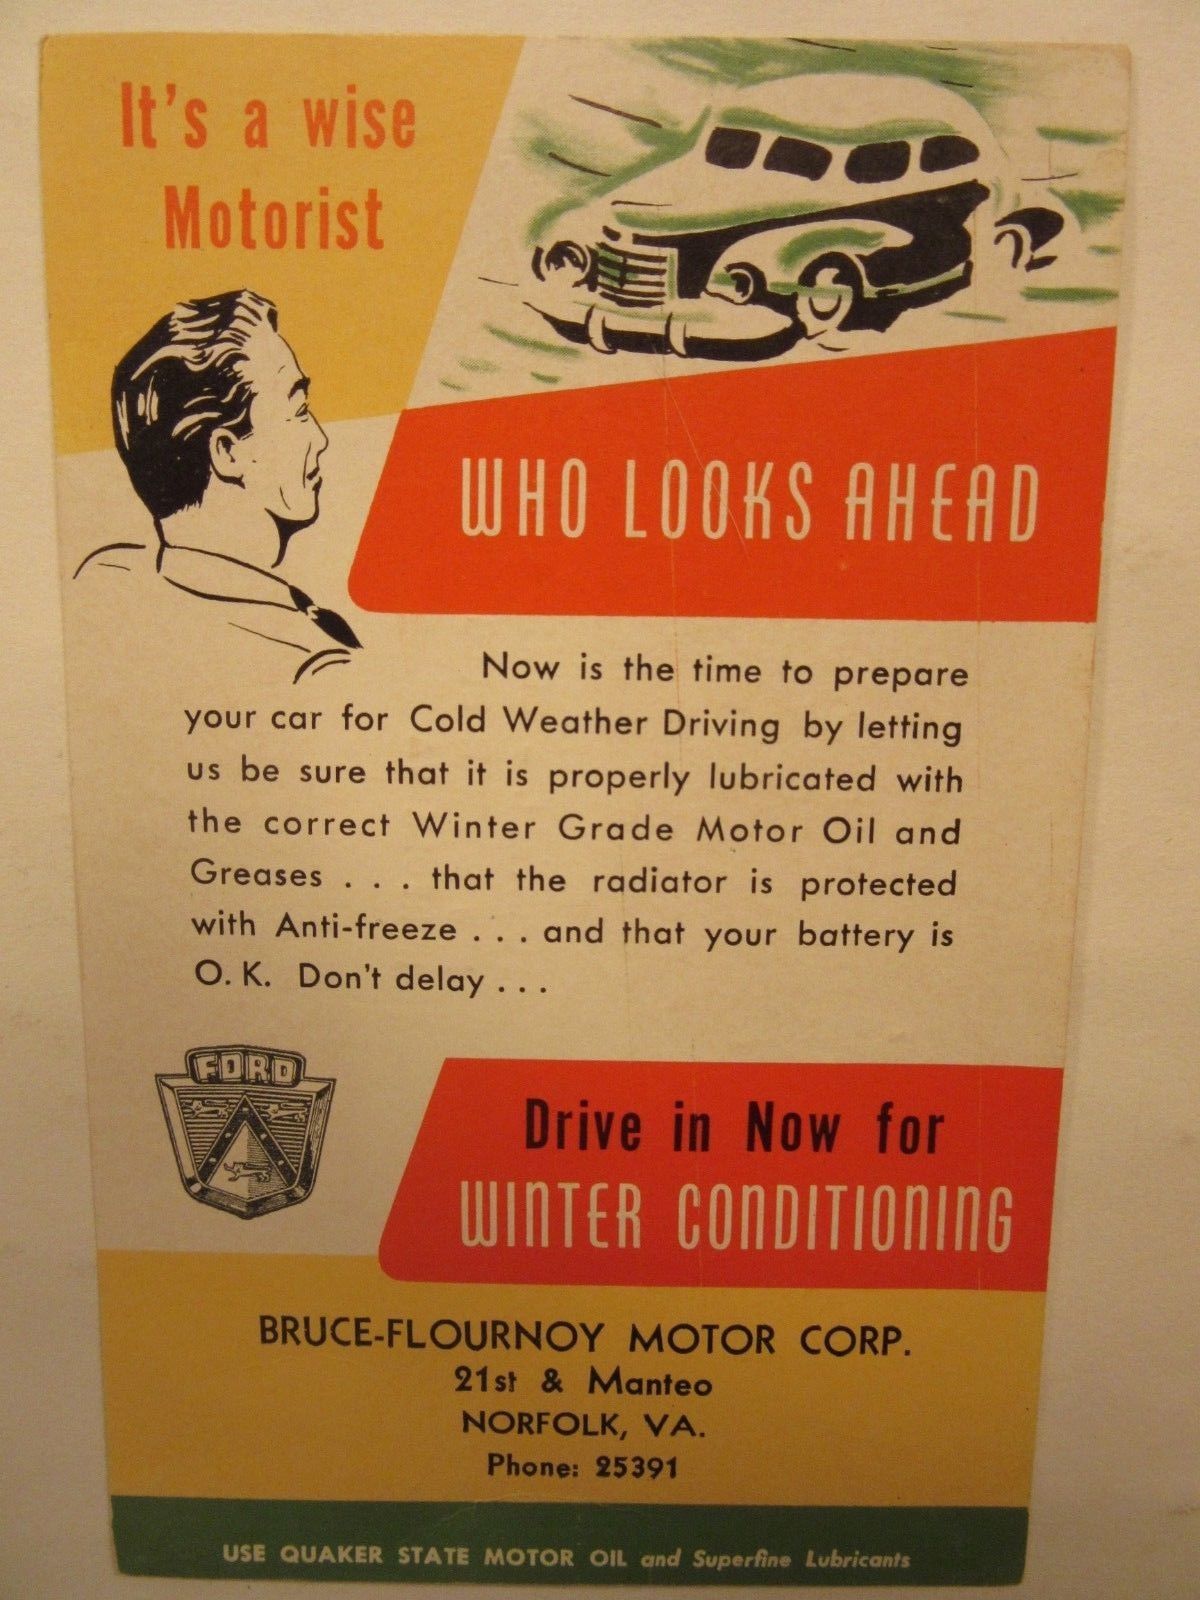 It's a wise
Motorist
WHO LOOKS AHEAD
Now is the time to prepare
your car for Cold Weather Driving by letting
us be sure that it is properly lubricated with
the correct Winter Grade Motor Oil and
Greases . . . that the radiator is protected
with Anti-freeze . . . and that your battery is
O. K. Don't delay . . .
FORD
Drive in Now for
WINTER CONDITIONING
BRUCE-FLOURNOY MOTOR CORP.
21st & Manteo
NORFOLK, VA.
Phone: 25391
USE QUAKER STATE MOTOR OIL and Superfine Lubricants